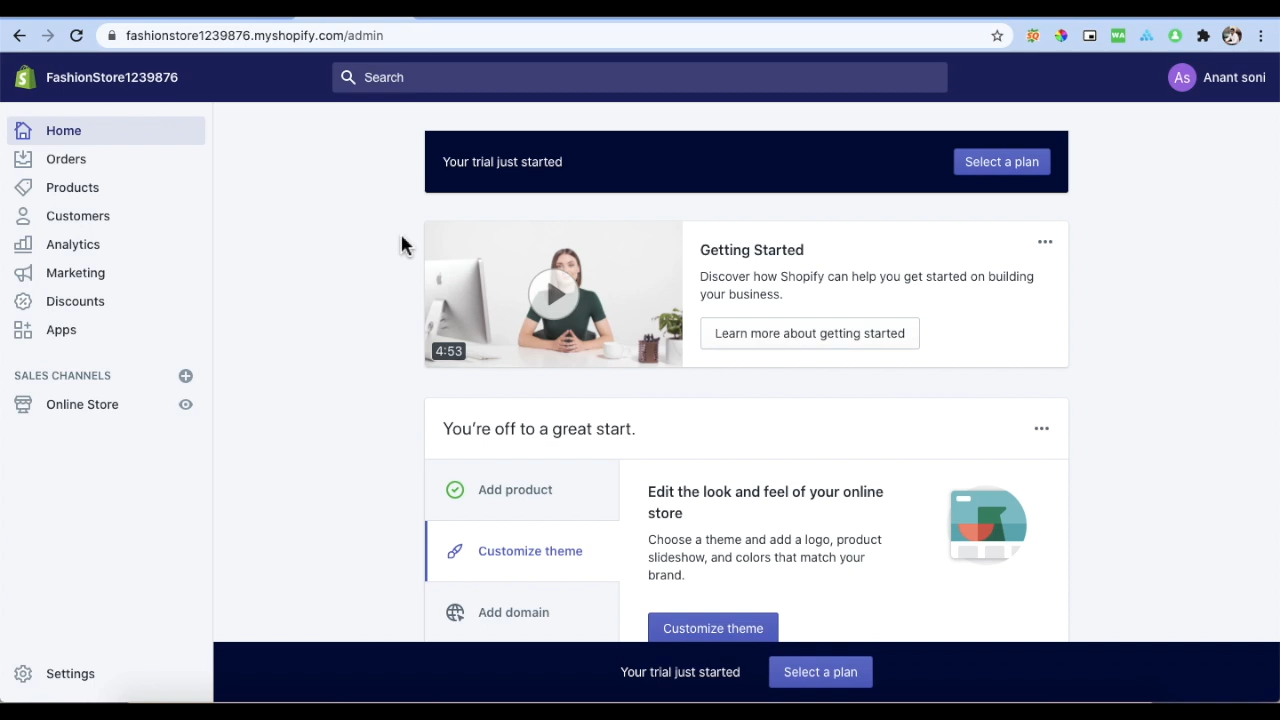 fashionstore1239876.myshopify.com/admin
WA
FashionStore1239876
Search
As
Anant soni
Home
Orders
Products
Customers
Analytics
Marketing
Discounts
Apps
SALES CHANNELS
Online Store
Settings
Your trial just started
Select a plan
4:53
Getting Started
Discover how Shopify can help you get started on building
your business.
Learn more about getting started
You're off to a great start.
Add product
Customize theme
Add domain
Edit the look and feel of your online
store
Choose a theme and add a logo, product
slideshow, and colors that match your
brand.
Customize theme
Your trial just started
Select a plan